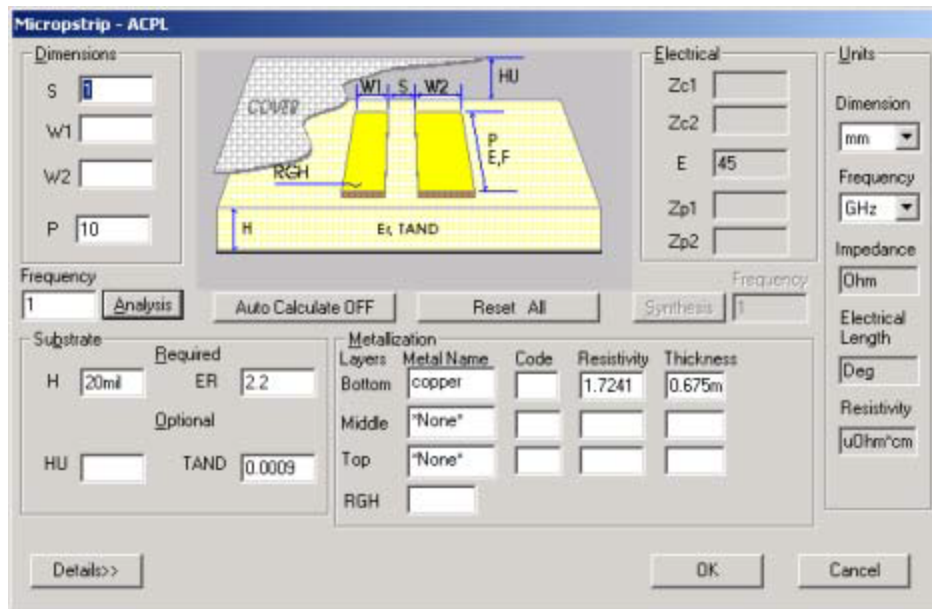 Micropstrip - ACPL
Dimensions
S 1
W1
W2
P 10
COVER
W1 S W2
HU
P
E,F
RGH
H
Er, TAND
Electrical
Zc1
Zc2
E 45
Zp1
Zp2
Units
Dimension
mm
Frequency
GHz
Impedance
Ohm
Electrical
Length
Deg
Resistivity
uOhm*cm
Frequency
1 Analysis
Auto Calculate OFF
Reset All
Frequency
Synthesis 1
Substrate
Required
H 20mil ER 2.2
Optional
HU TAND 0.0009
Metallization
Layers Metal Name Code Resistivity Thickness
Bottom copper 1.7241 0.675m
Middle *None*
Top *None*
RGH
Details>>
OK
Cancel